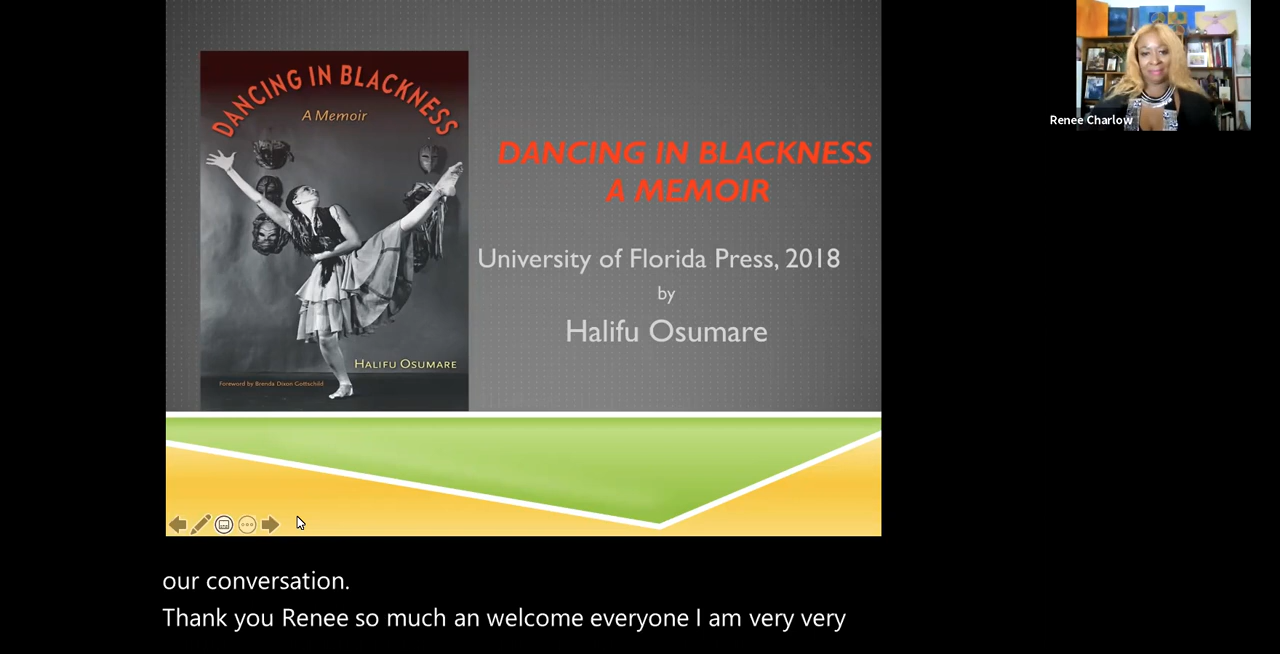 DANCING IN BLACKNESS
A Memoir
HALIFU OSUMARE
Foreword by Brenda Dixon Gottschild
DANCING IN BLACKNESS
A MEMOIR
University of Florida Press, 2018
by
Halifu Osumare
Renee Charlow
our conversation.
Thank you Renee so much an welcome everyone I am very very